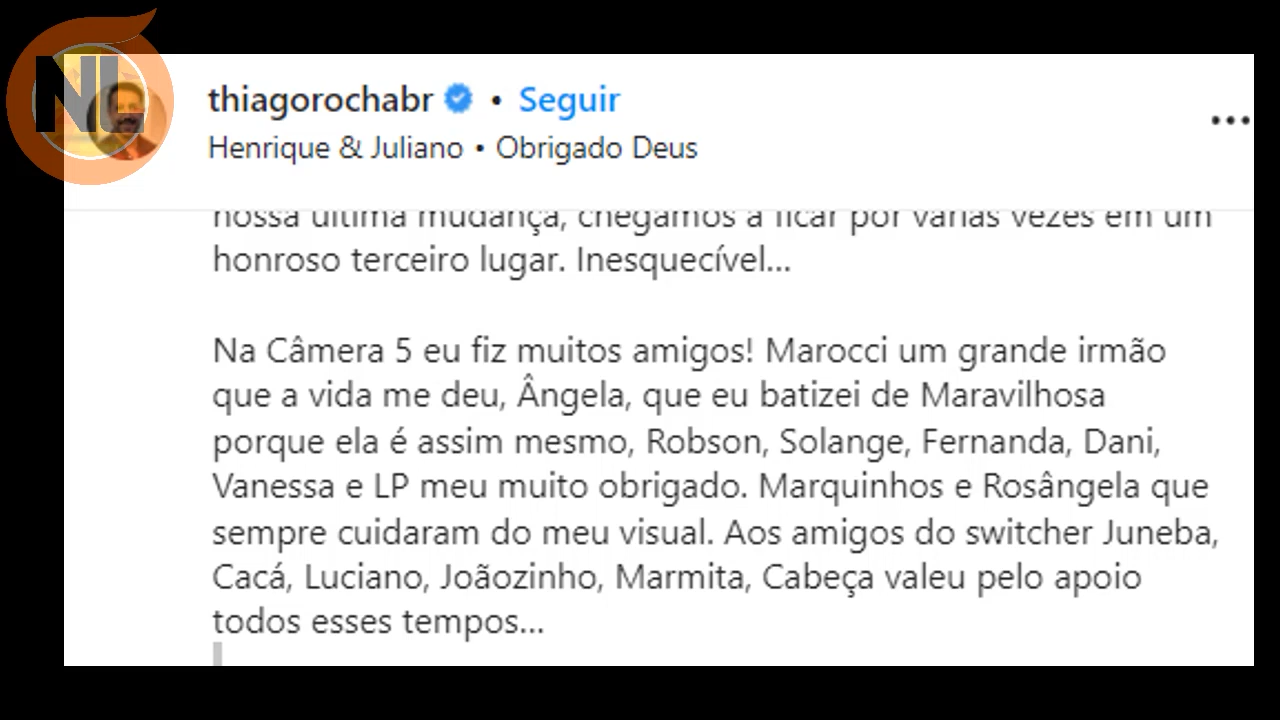 NL
thiagorochabr • Seguir
Henrique & Juliano • Obrigado Deus
nossa última mudança, chegamos a ficar por várias vezes em um
honroso terceiro lugar. Inesquecível...
Na Câmera 5 eu fiz muitos amigos! Marocci um grande irmão
que a vida me deu, Ângela, que eu batizei de Maravilhosa
porque ela é assim mesmo, Robson, Solange, Fernanda, Dani,
Vanessa e LP meu muito obrigado. Marquinhos e Rosângela que
sempre cuidaram do meu visual. Aos amigos do switcher Juneba,
Cacá, Luciano, Joãozinho, Marmita, Cabeça valeu pelo apoio
todos esses tempos...